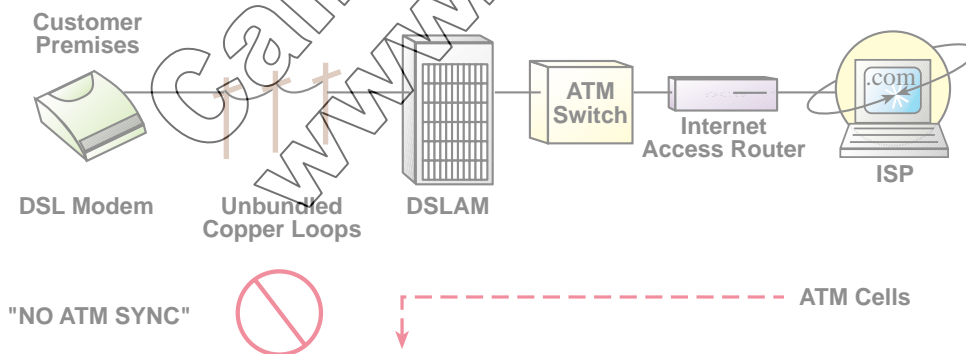 Customer
Premises
.com
ATM
Switch
Internet
Access Router
ISP
DSL Modem
Unbundled
Copper Loops
DSLAM
"NO ATM SYNC"
ATM Cells